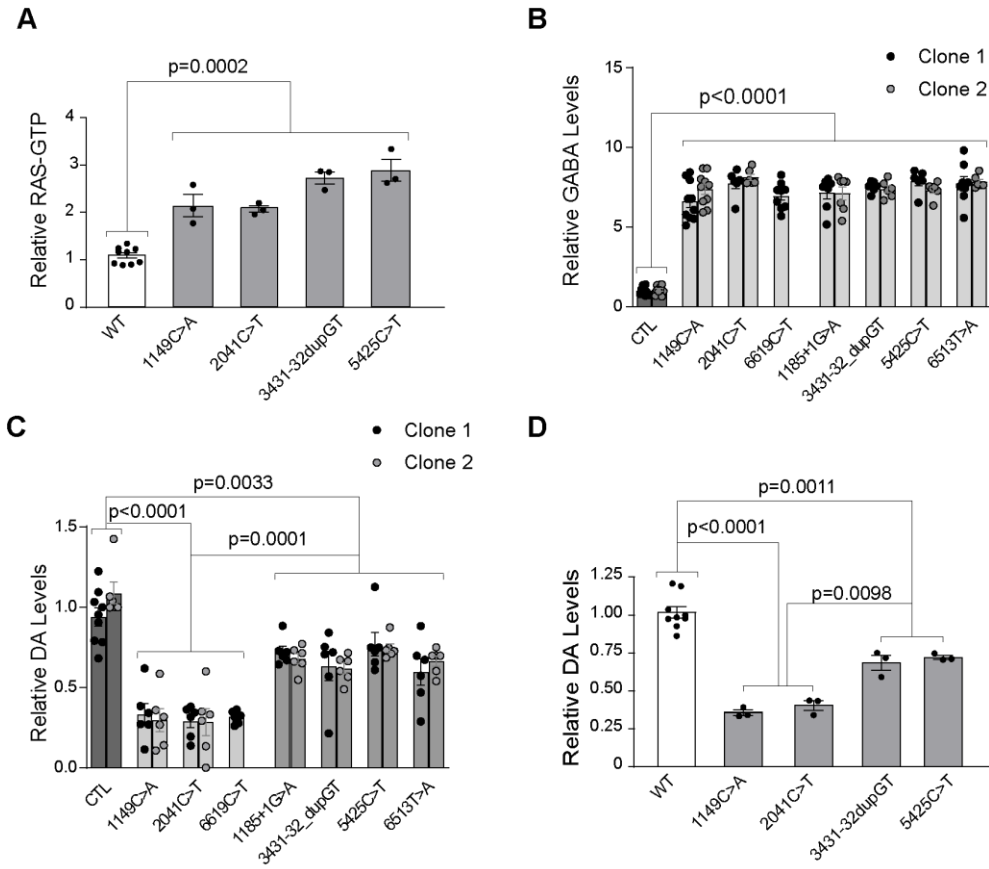 A
p=0.0002
Relative RAS-GTP
4
3
2
1
0
WT
1149C>A
2041C>T
3431-32dupGT
5425C>T
B
Clone 1
Clone 2
p<0.0001
Relative GABA Levels
15
10
5
0
CTL
1149C>A
2041C>T
6619C>T
1185+1G>A
3431-32_dupGT
5425C>T
6513T>A
C
Clone 1
Clone 2
p=0.0033
p<0.0001
p=0.0001
Relative DA Levels
1.5
1.0
0.5
0.0
CTL
1149C>A
2041C>T
6619C>T
1185+1G>A
3431-32_dupGT
5425C>T
6513T>A
D
p=0.0011
p<0.0001
p=0.0098
Relative DA Levels
1.25
1.00
0.75
0.50
0.25
0
WT
1149C>A
2041C>T
3431-32dupGT
5425C>T